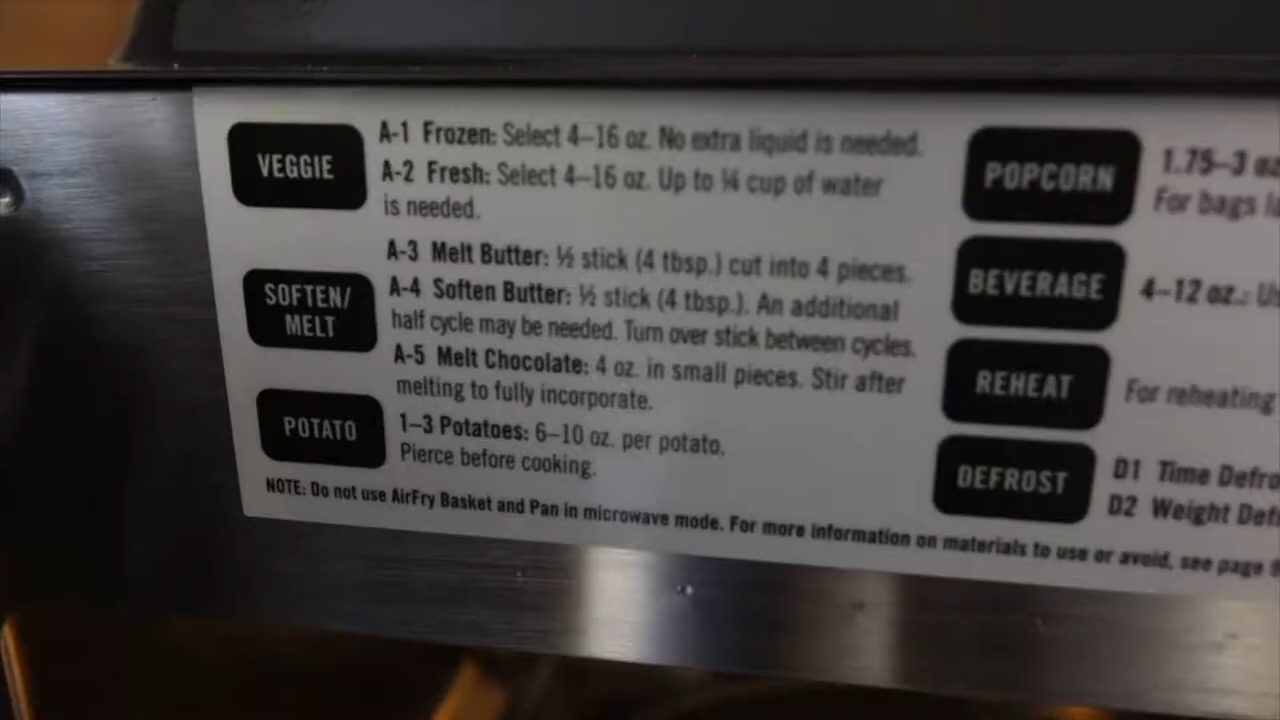 VEGGIE
A-1 Frozen: Select 4–16 oz. No extra liquid is needed.
A-2 Fresh: Select 4–16 oz. Up to ¼ cup of water
is needed.
SOFTEN/
MELT
A-3 Melt Butter: ½ stick (4 tbsp.) cut into 4 pieces.
A-4 Soften Butter: ½ stick (4 tbsp.). An additional
half cycle may be needed. Turn over stick between cycles.
A-5 Melt Chocolate: 4 oz. in small pieces. Stir after
melting to fully incorporate.
POTATO
1–3 Potatoes: 6–10 oz. per potato.
Pierce before cooking.
POPCORN
1.75–3 oz
For bags
BEVERAGE
4–12 oz.:
REHEAT
For reheating
DEFROST
D1 Time Defro
D2 Weight Def
NOTE: Do not use AirFry Basket and Pan in microwave mode. For more information on materials to use or avoid, see page